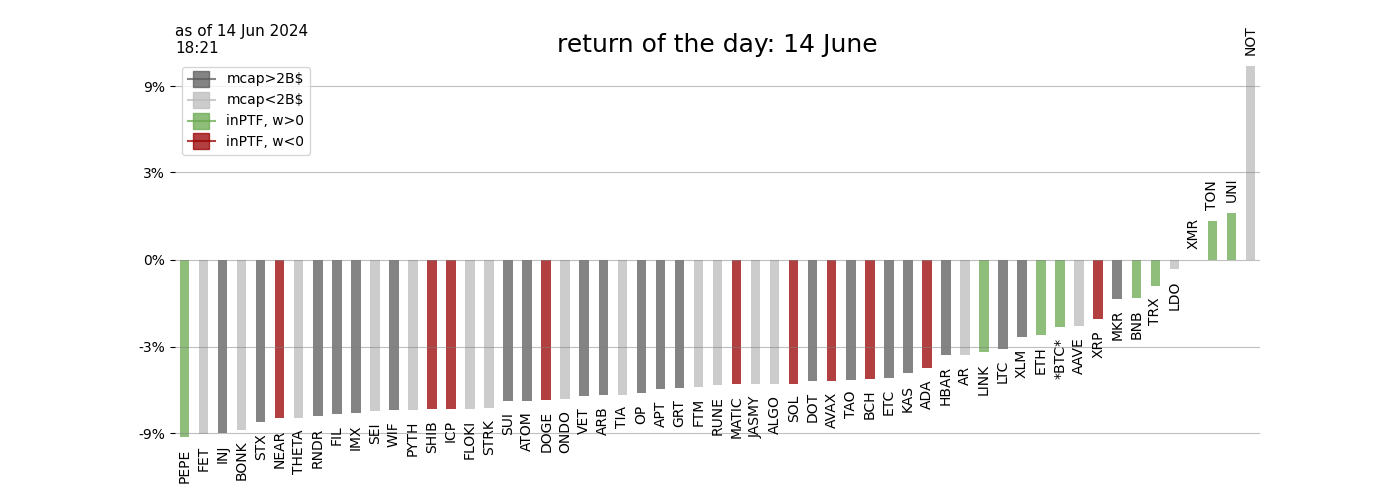 as of 14 Jun 2024
18:21
return of the day: 14 June
mcap>2B$
mcap<2B$
inPTF, w>0
inPTF, w<0
9%
3%
0%
-3%
-9%
PEPE
FET
INJ
BONK
STX
NEAR
THETA
RNDR
FIL
IMX
SEI
WIF
PYTH
SHIB
ICP
FLOKI
STRK
SUI
ATOM
DOGE
ONDO
VET
ARB
TIA
OP
APT
GRT
FTM
RUNE
MATIC
JASMY
ALGO
SOL
DOT
AVAX
TAO
BCH
ETC
KAS
ADA
HBAR
AR
LINK
LTC
XLM
ETH
*BTC*
AAVE
XRP
MKR
BNB
TRX
LDO
XMR
TON
UNI
NOT